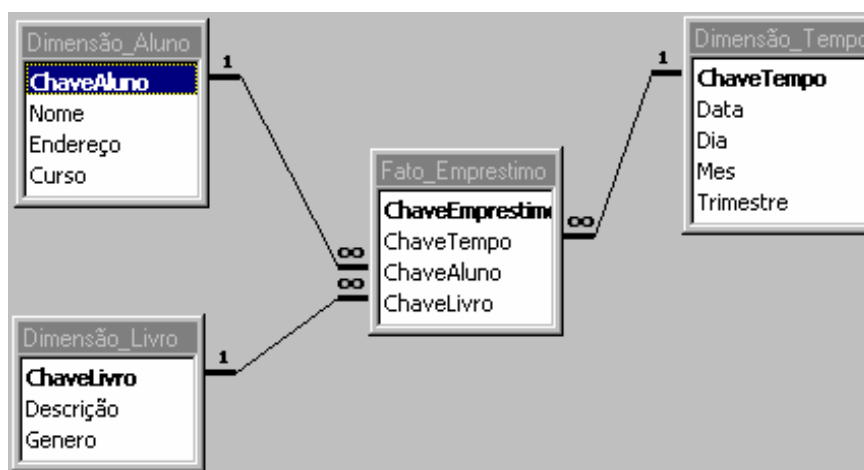 Dimensão_Aluno
ChaveAluno
Nome
Endereço
Curso
1
Dimensão_Tempo
ChaveTempo
Data
Dia
Mes
Trimestre
1
Fato_Emprestimo
ChaveEmprestimo
ChaveTempo
ChaveAluno
ChaveLivro
∞
∞
∞
Dimensão_Livro
ChaveLivro
Descrição
Genero
1